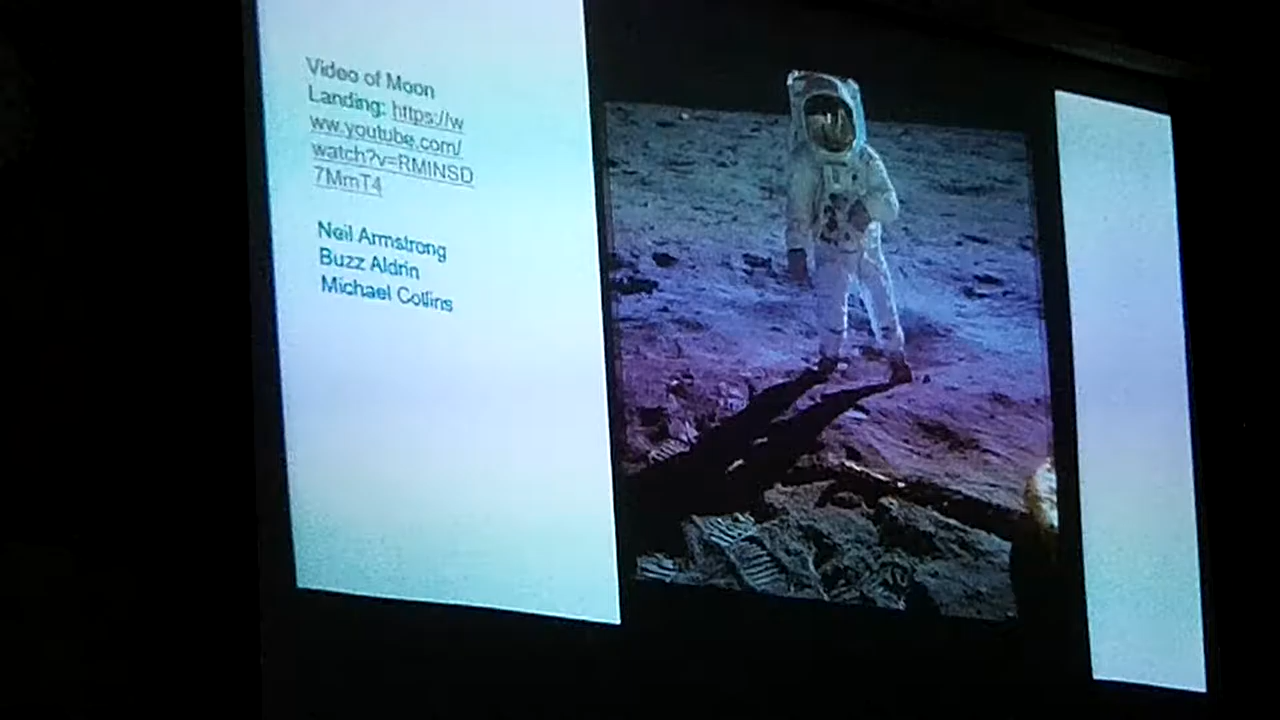 Video of Moon
Landing: https://w
ww.youtube.com/
watch?v=RMINSD
7MmT4
Neil Armstrong
Buzz Aldrin
Michael Collins